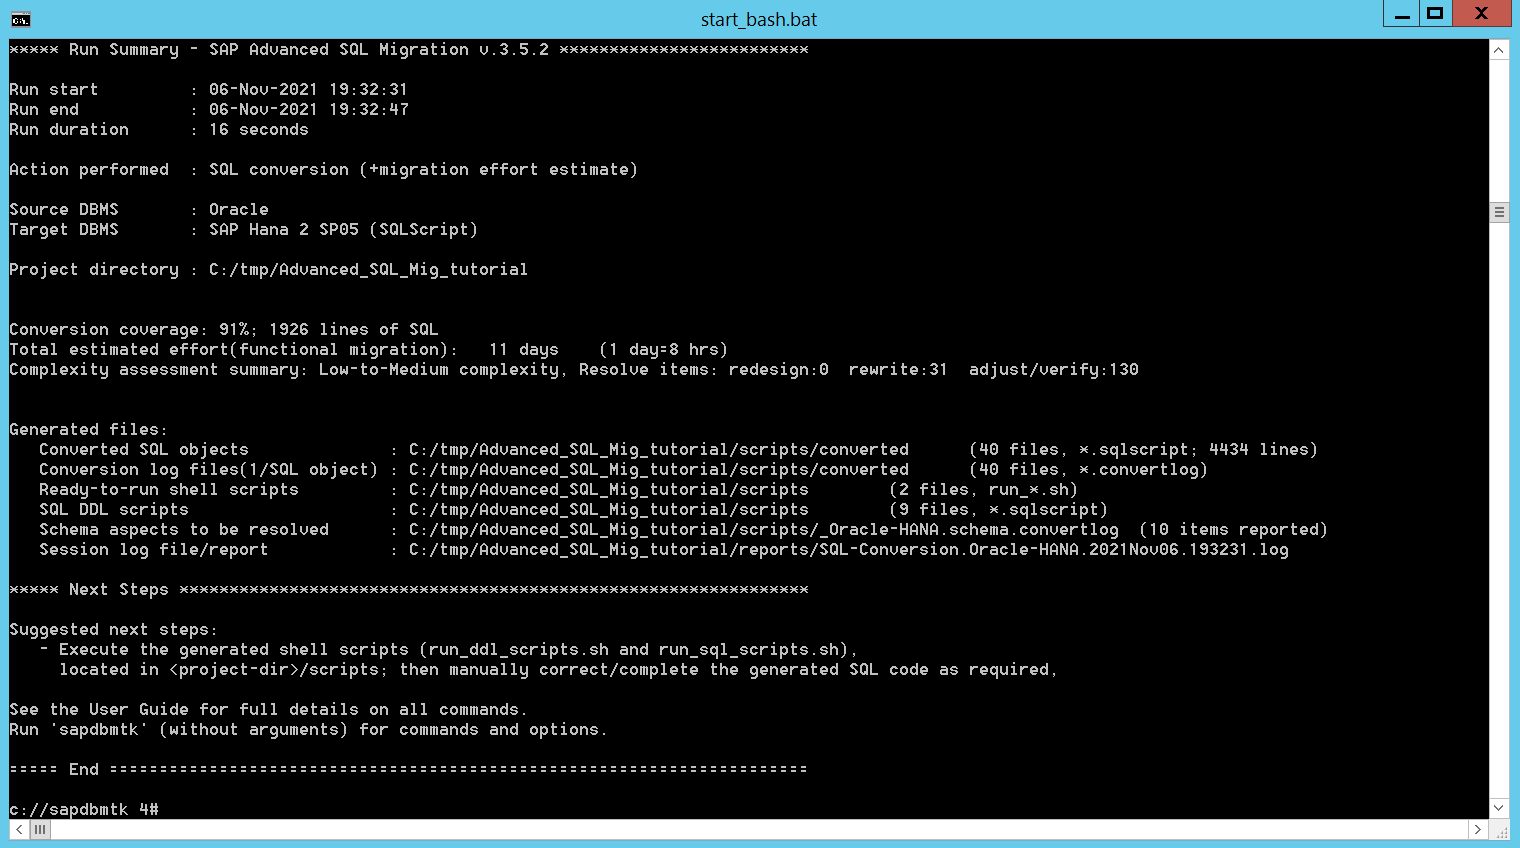 start_bash.bat
***** Run Summary - SAP Advanced SQL Migration v.3.5.2 *************************
Run start : 06-Nov-2021 19:32:31
Run end : 06-Nov-2021 19:32:47
Run duration : 16 seconds
Action performed : SQL conversion (+migration effort estimate)
Source DBMS : Oracle
Target DBMS : SAP Hana 2 SP05 (SQLScript)
Project directory : C:/tmp/Advanced_SQL_Mig_tutorial
Conversion coverage: 91%; 1926 lines of SQL
Total estimated effort(functional migration): 11 days (1 day=8 hrs)
Complexity assessment summary: Low-to-Medium complexity, Resolve items: redesign:0 rewrite:31 adjust/verify:130
Generated files:
Converted SQL objects : C:/tmp/Advanced_SQL_Mig_tutorial/scripts/converted (40 files, *.sqlscript; 4434 lines)
Conversion log files(1/SQL object) : C:/tmp/Advanced_SQL_Mig_tutorial/scripts/converted (40 files, *.convertlog)
Ready-to-run shell scripts : C:/tmp/Advanced_SQL_Mig_tutorial/scripts (2 files, run_*.sh)
SQL DDL scripts : C:/tmp/Advanced_SQL_Mig_tutorial/scripts (9 files, *.sqlscript)
Schema aspects to be resolved : C:/tmp/Advanced_SQL_Mig_tutorial/scripts/_Oracle-HANA.schema.convertlog (10 items reported)
Session log file/report : C:/tmp/Advanced_SQL_Mig_tutorial/reports/SQL-Conversion.Oracle-HANA.2021Nov06.193231.log
***** Next Steps ***************************************************************
Suggested next steps:
- Execute the generated shell scripts (run_ddl_scripts.sh and run_sql_scripts.sh),
located in <project-dir>/scripts; then manually correct/complete the generated SQL code as required,
See the User Guide for full details on all commands.
Run 'sapdbmtk' (without arguments) for commands and options.
===== End ======================================================================
c://sapdbmtk 4#